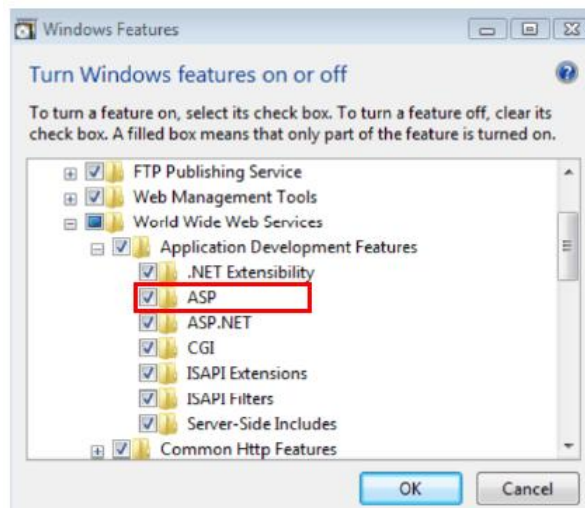 Windows Features
Turn Windows features on or off
To turn a feature on, select its check box. To turn a feature off, clear its
check box. A filled box means that only part of the feature is turned on.
FTP Publishing Service
Web Management Tools
World Wide Web Services
Application Development Features
.NET Extensibility
ASP
ASP.NET
CGI
ISAPI Extensions
ISAPI Filters
Server-Side Includes
Common Http Features
OK Cancel